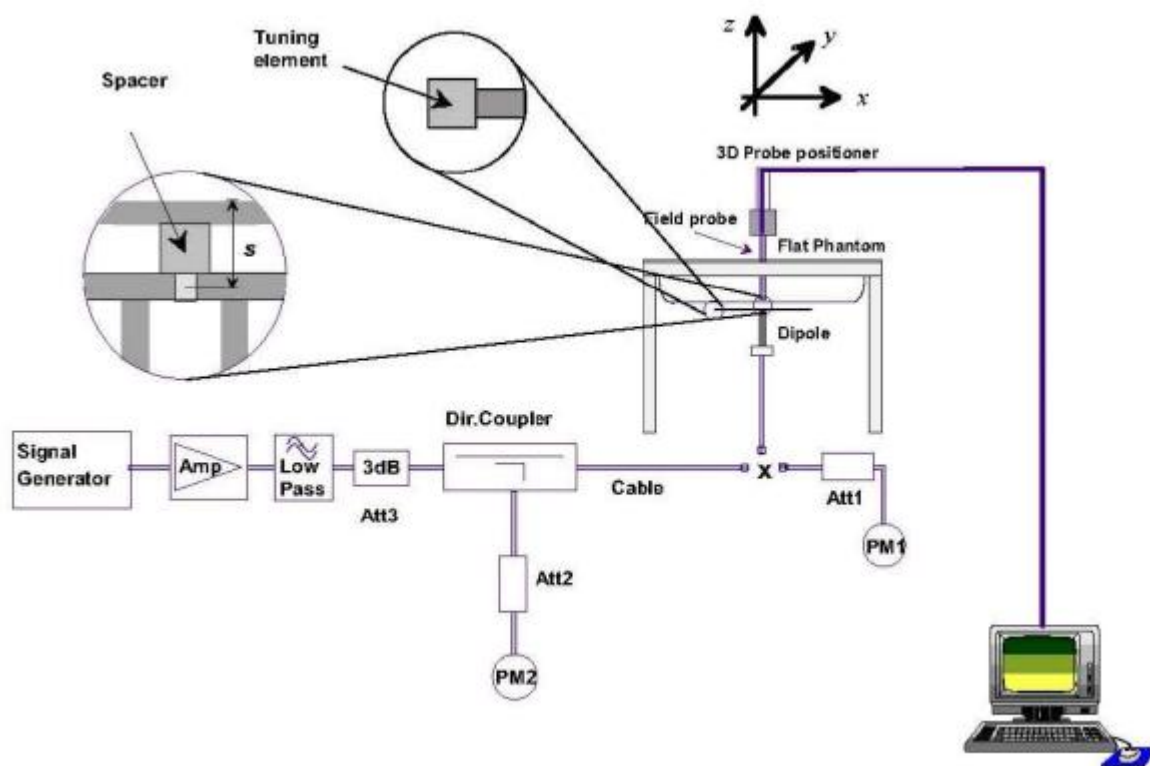 Tuning
element
Spacer
s
z
y
x
3D Probe positioner
Field probe
Flat Phantom
Dipole
Dir.Coupler
Signal
Generator
Amp
Low
Pass
3dB
Att3
Cable
X
Att1
PM1
Att2
PM2